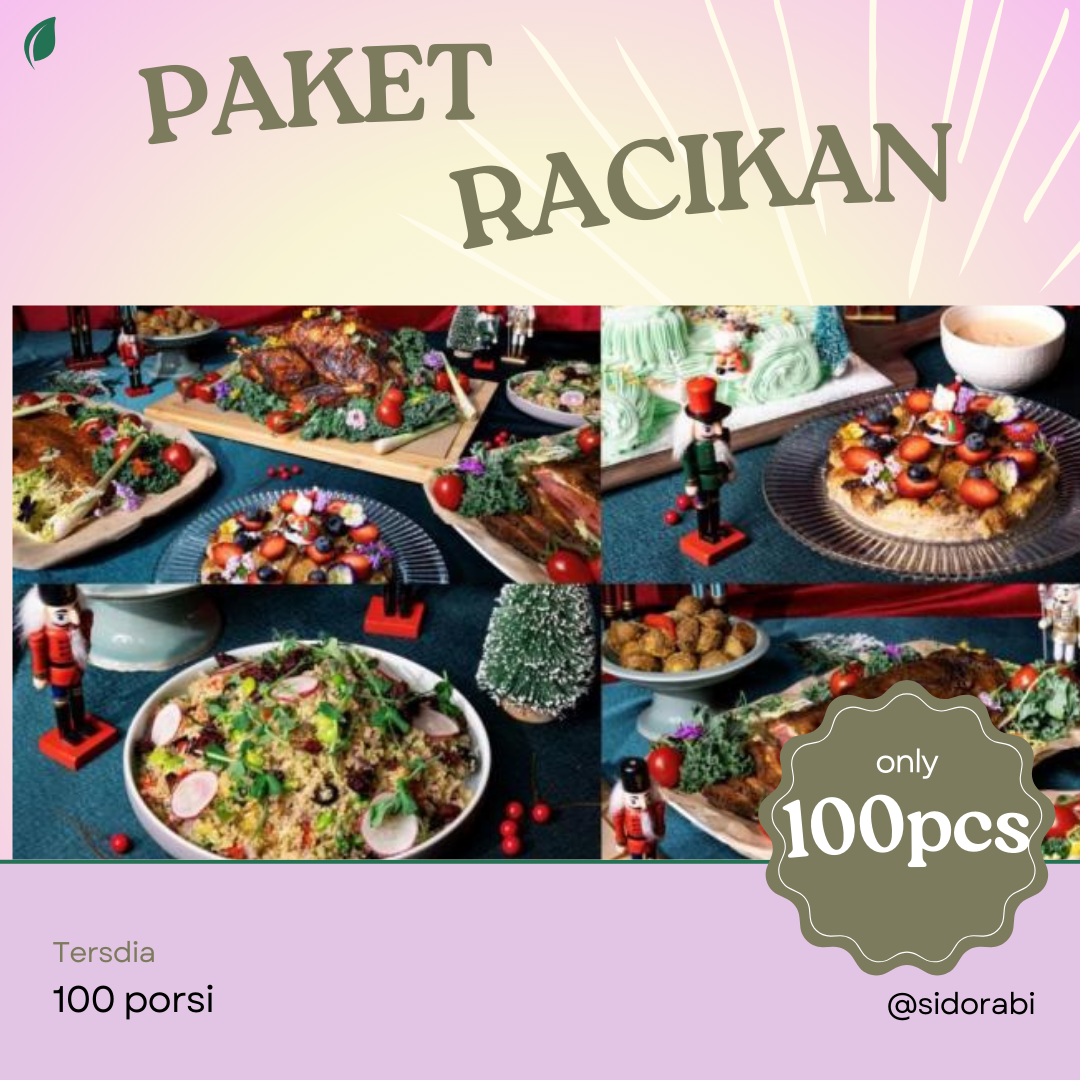 PAKET
RACIKAN
only
100pcs
Tersdia
100 porsi
@sidorabi